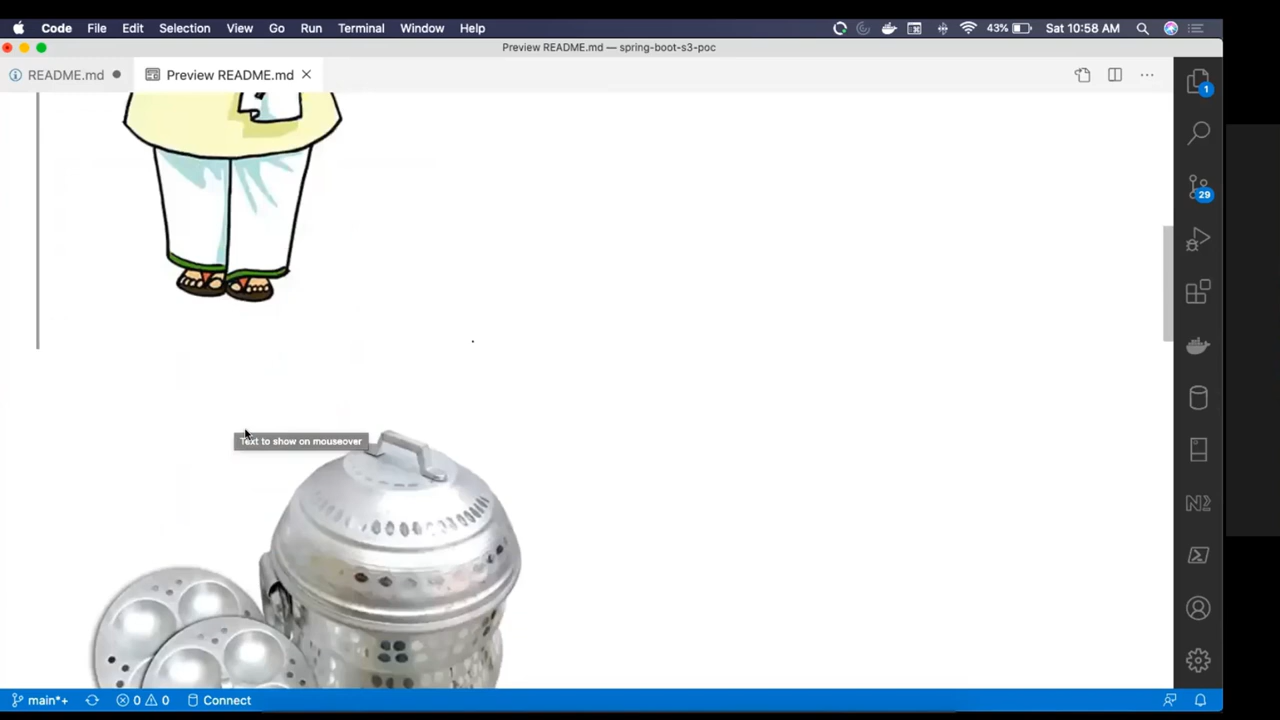 Code File Edit Selection View Go Run Terminal Window Help 43% Sat 10:58 AM
Preview README.md — spring-boot-s3-poc
README.md Preview README.md
1
29
Text to show on mouseover
main*+ 0 0 Connect